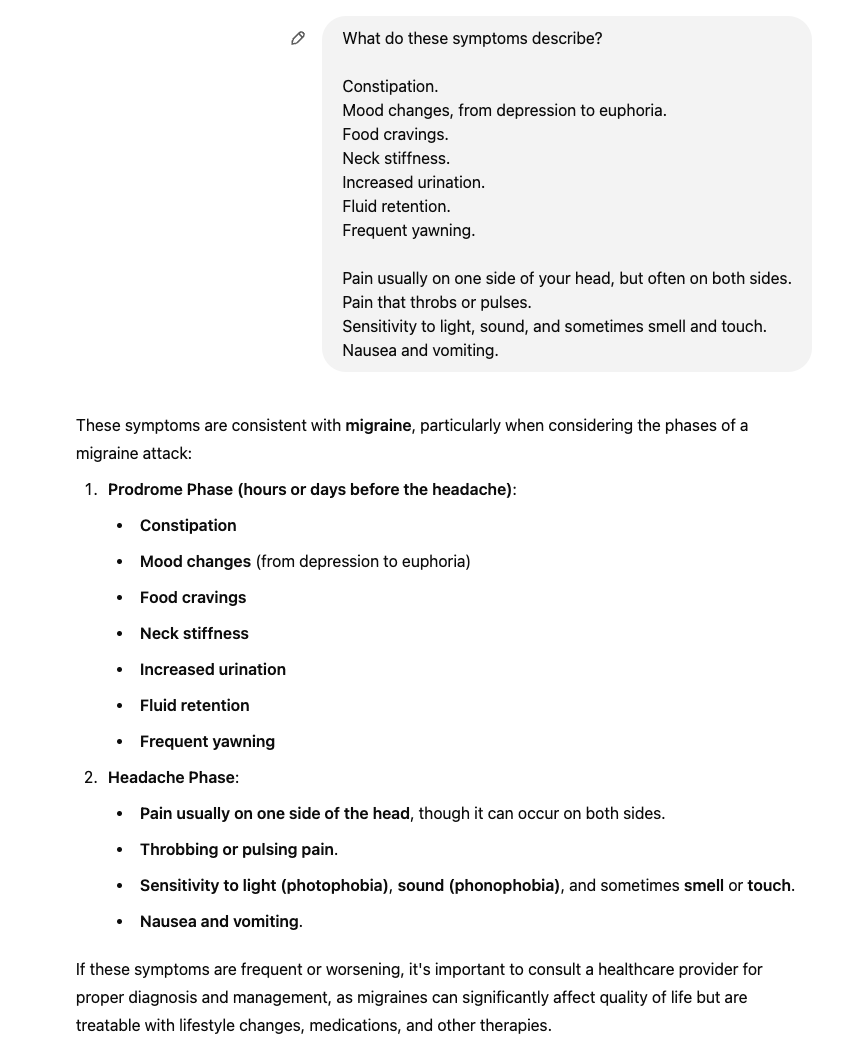 What do these symptoms describe?
Constipation.
Mood changes, from depression to euphoria.
Food cravings.
Neck stiffness.
Increased urination.
Fluid retention.
Frequent yawning.
Pain usually on one side of your head, but often on both sides.
Pain that throbs or pulses.
Sensitivity to light, sound, and sometimes smell and touch.
Nausea and vomiting.
These symptoms are consistent with migraine, particularly when considering the phases of a
migraine attack:
1. Prodrome Phase (hours or days before the headache):
• Constipation
• Mood changes (from depression to euphoria)
• Food cravings
• Neck stiffness
• Increased urination
• Fluid retention
• Frequent yawning
2. Headache Phase:
• Pain usually on one side of the head, though it can occur on both sides.
• Throbbing or pulsing pain.
• Sensitivity to light (photophobia), sound (phonophobia), and sometimes smell or touch.
• Nausea and vomiting.
If these symptoms are frequent or worsening, it's important to consult a healthcare provider for
proper diagnosis and management, as migraines can significantly affect quality of life but are
treatable with lifestyle changes, medications, and other therapies.